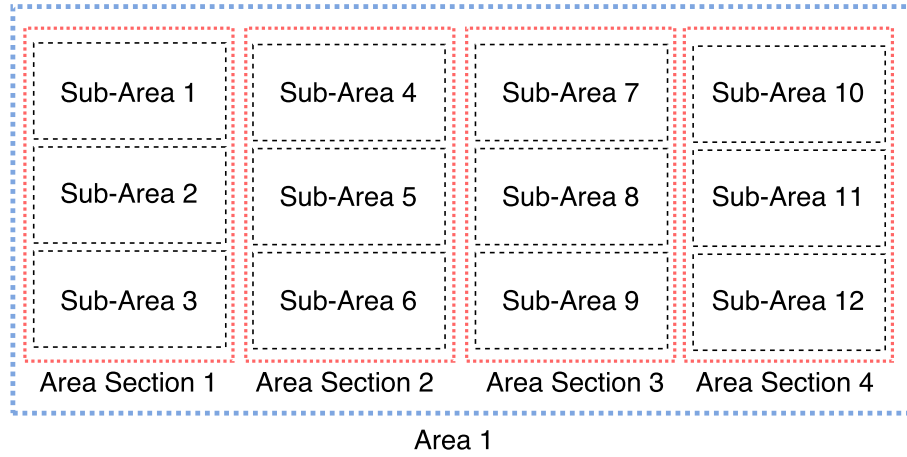 Sub-Area 1
Sub-Area 4
Sub-Area 7
Sub-Area 10
Sub-Area 2
Sub-Area 5
Sub-Area 8
Sub-Area 11
Sub-Area 3
Sub-Area 6
Sub-Area 9
Sub-Area 12
Area Section 1
Area Section 2
Area Section 3
Area Section 4
Area 1